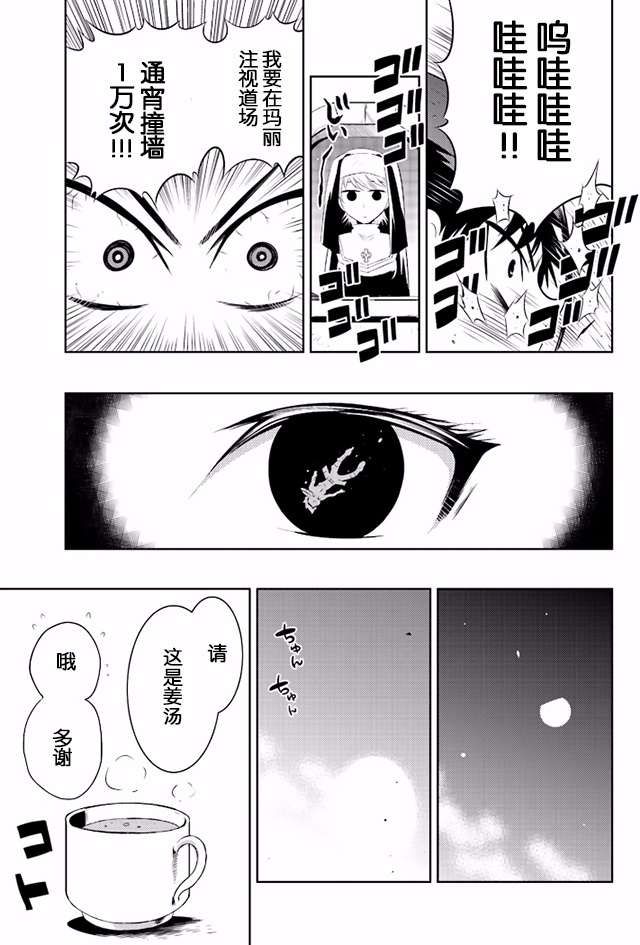 呜哇哇哇
哇哇哇!!
ゴゴゴ
ゴゴゴ
じぃ
ゴゴゴ
我要在玛丽
注视道场
通宵撞墙
1万次!!!
ちゅん
ちゅん
请
这是姜汤
哦
多谢
コト